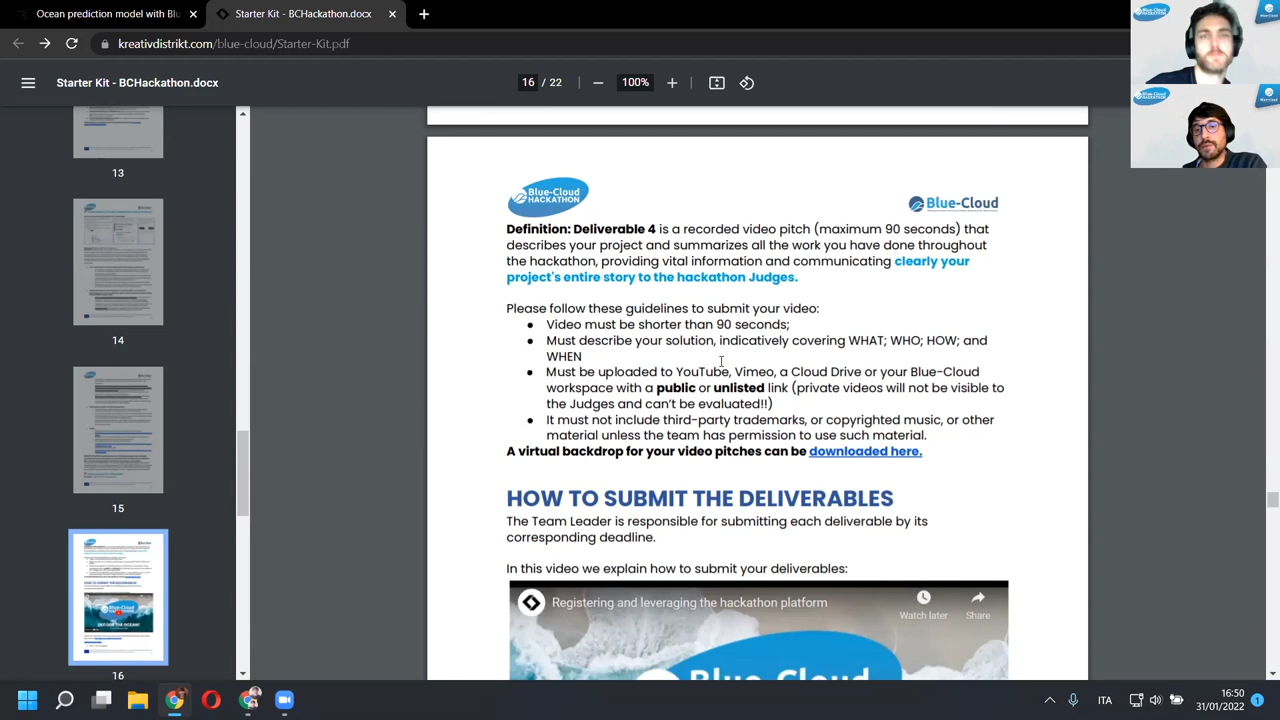 Ocean prediction model with Blu
Starter Kit - BCHackathon.docx
kreativdistrikt.com/blue-cloud/Starter-Kit.pdf
Starter Kit - BCHackathon.docx
16 / 22
100%
13
14
15
16
Blue-Cloud
HACKATHON
Blue-Cloud
Definition: Deliverable 4 is a recorded video pitch (maximum 90 seconds) that
describes your project and summarizes all the work you have done throughout
the hackathon, providing vital information and communicating clearly your
project's entire story to the hackathon Judges.
Please follow these guidelines to submit your video:
● Video must be shorter than 90 seconds;
● Must describe your solution, indicatively covering WHAT; WHO; HOW; and
WHEN
● Must be uploaded to YouTube, Vimeo, a Cloud Drive or your Blue-Cloud
workspace with a public or unlisted link (private videos will not be visible to
the Judges and can't be evaluated!!)
● It must not include third-party trademarks, or copyrighted music, or other
material unless the team has permission to use such material.
A virtual backdrop for your video pitches can be downloaded here.
HOW TO SUBMIT THE DELIVERABLES
The Team Leader is responsible for submitting each deliverable by its
corresponding deadline.
In this video we explain how to submit your deliverables:
Registering and leveraging the hackathon platform
Watch later
Share
Blue-Cloud
ITA
16:50
31/01/2022
1